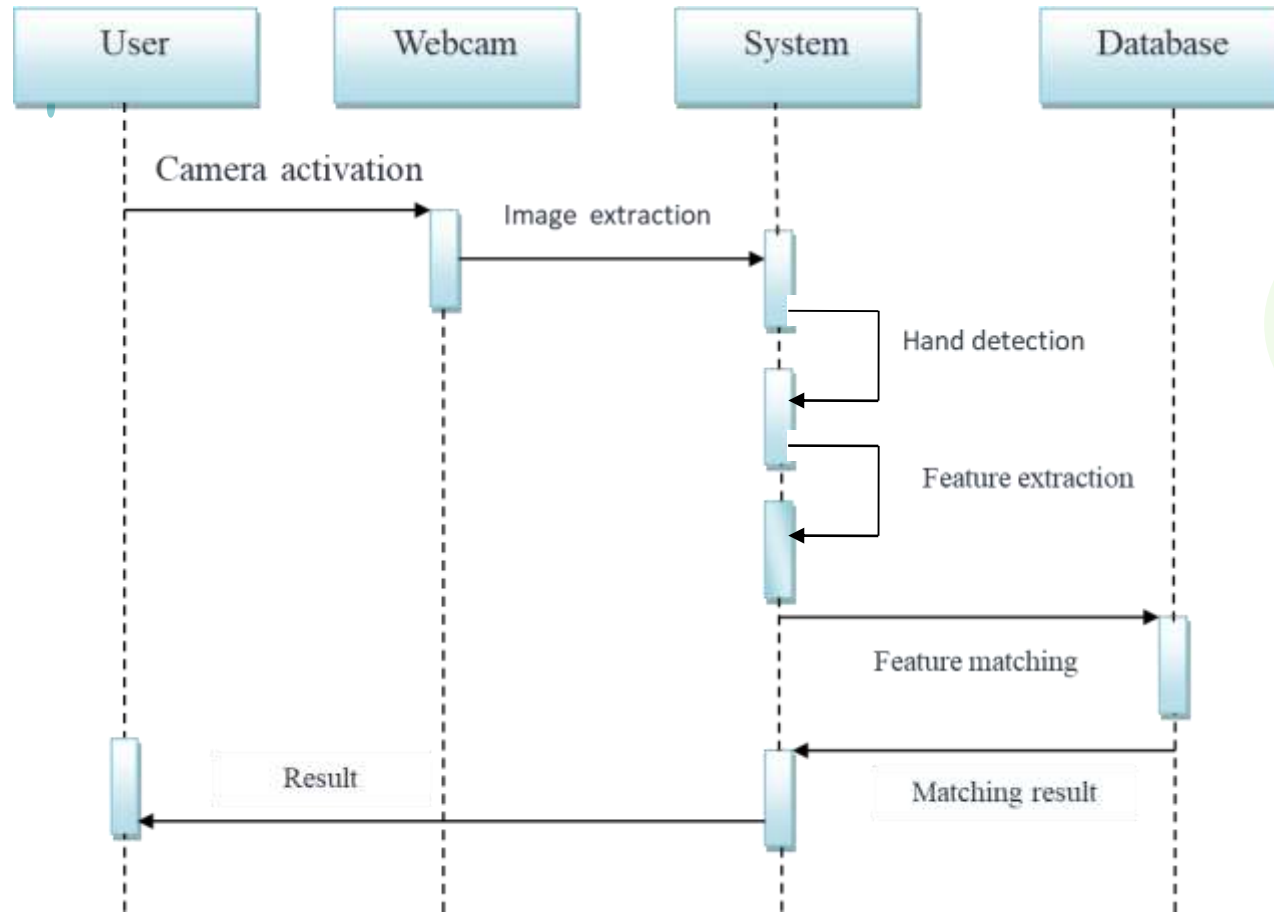 User
Webcam
System
Database
Camera activation
Image extraction
Hand detection
Feature extraction
Feature matching
Result
Matching result